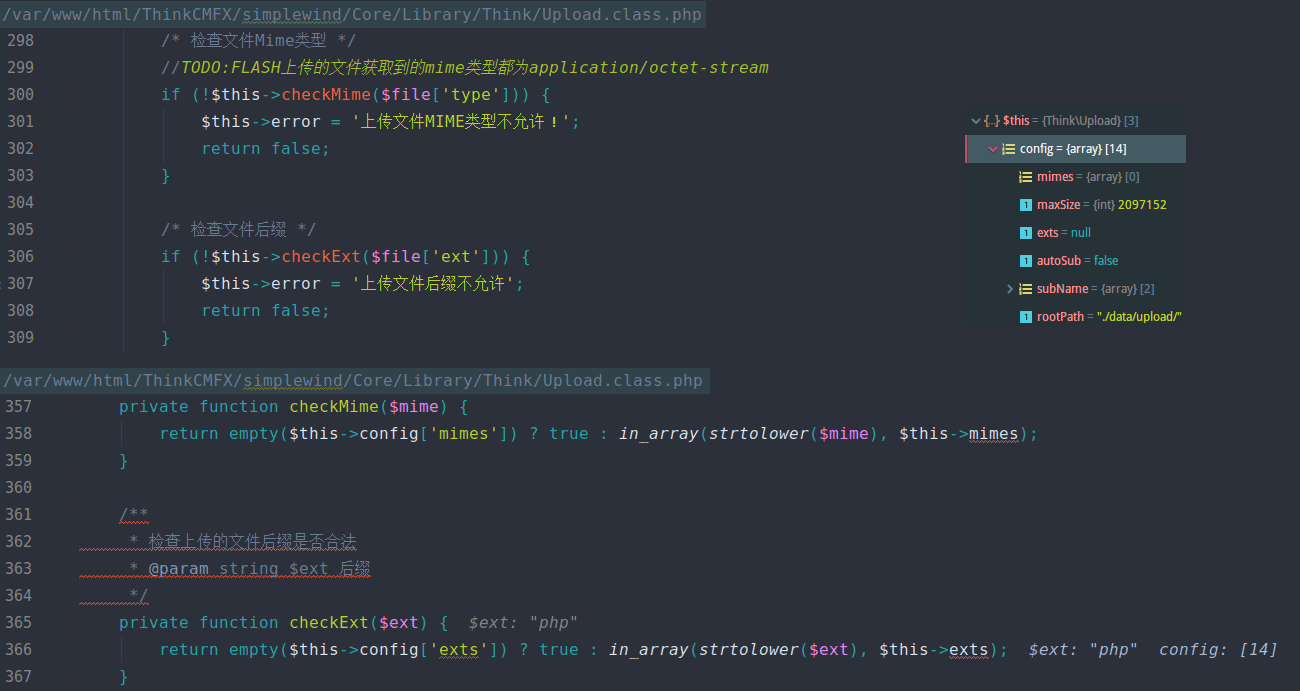 /var/www/html/ThinkCMFX/simplewind/Core/Library/Think/Upload.class.php
298 /* 检查文件Mime类型 */
299 //TODO:FLASH上传的文件获取到的mime类型都为application/octet-stream
300 if (!$this->checkMime($file['type'])) {
301 $this->error = '上传文件MIME类型不允许！';
302 return false;
303 }
304
305 /* 检查文件后缀 */
306 if (!$this->checkExt($file['ext'])) {
307 $this->error = '上传文件后缀不允许';
308 return false;
309 }
$this = {Think\Upload} [3]
config = {array} [14]
mimes = {array} [0]
maxSize = {int} 2097152
exts = null
autoSub = false
subName = {array} [2]
rootPath = "./data/upload/"
/var/www/html/ThinkCMFX/simplewind/Core/Library/Think/Upload.class.php
357 private function checkMime($mime) {
358 return empty($this->config['mimes']) ? true : in_array(strtolower($mime), $this->mimes);
359 }
360
361 /**
362 * 检查上传的文件后缀是否合法
363 * @param string $ext 后缀
364 */
365 private function checkExt($ext) { $ext: "php"
366 return empty($this->config['exts']) ? true : in_array(strtolower($ext), $this->exts); $ext: "php" config: [14]
367 }